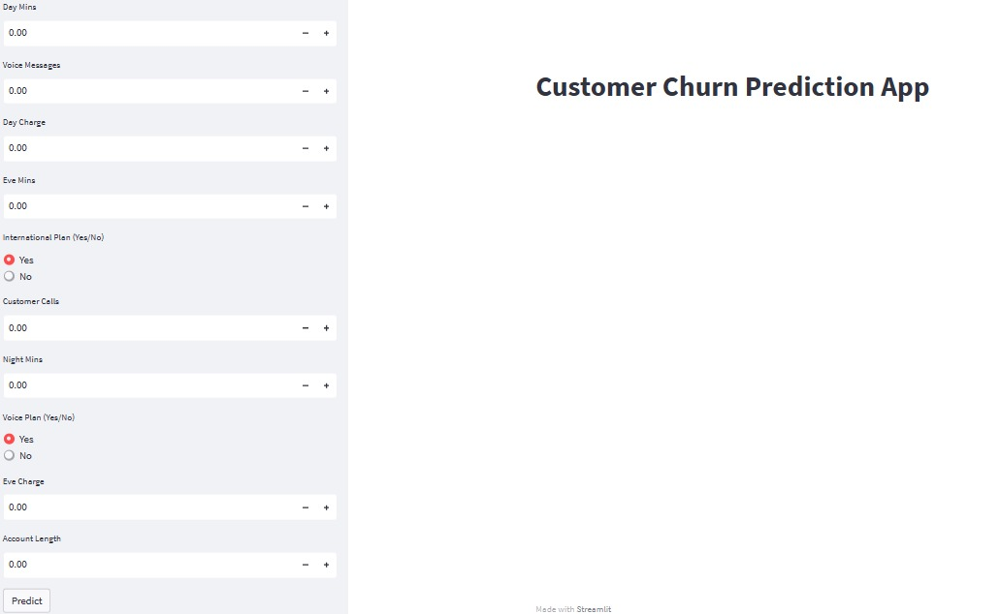 Day Mins
0.00
Voice Messages
0.00
Day Charge
0.00
Eve Mins
0.00
International Plan (Yes/No)
Yes
No
Customer Calls
0.00
Night Mins
0.00
Voice Plan (Yes/No)
Yes
No
Eve Charge
0.00
Account Length
0.00
Predict
Customer Churn Prediction App
Made with Streamlit